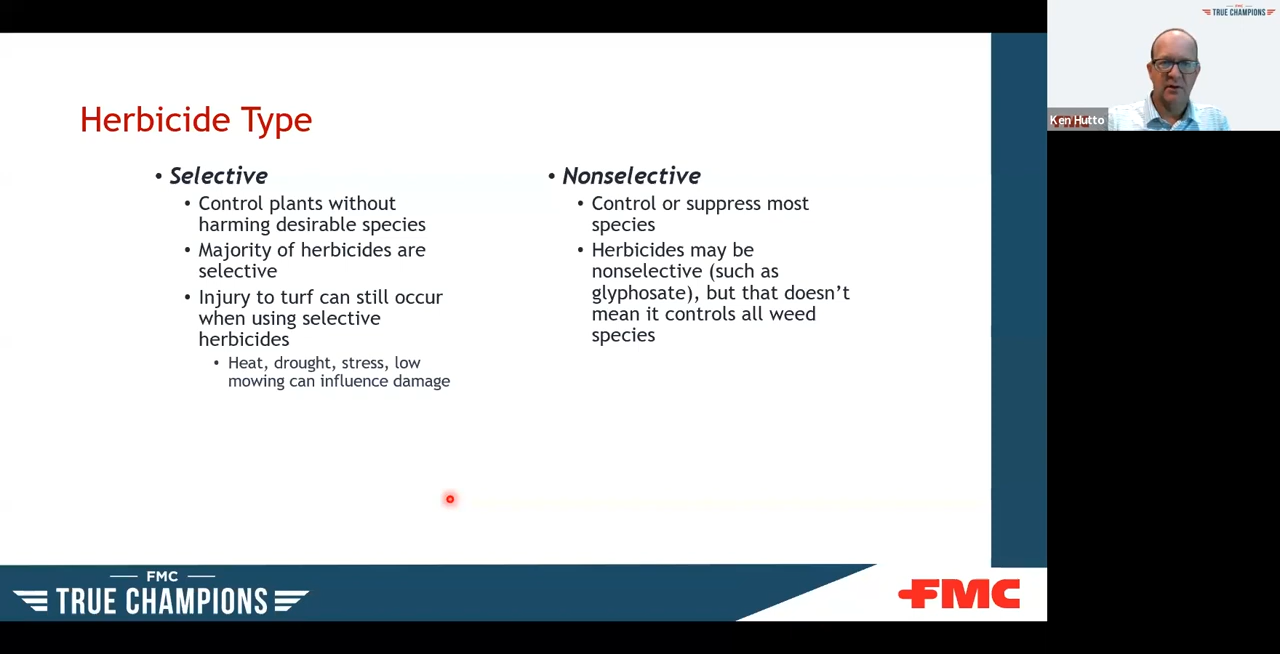 Herbicide Type
• Selective
• Control plants without
harming desirable species
• Majority of herbicides are
selective
• Injury to turf can still occur
when using selective
herbicides
• Heat, drought, stress, low
mowing can influence damage
• Nonselective
• Control or suppress most
species
• Herbicides may be
nonselective (such as
glyphosate), but that doesn’t
mean it controls all weed
species
FMC
TRUE CHAMPIONS
FMC
FMC
TRUE CHAMPIONS
Ken Hutto